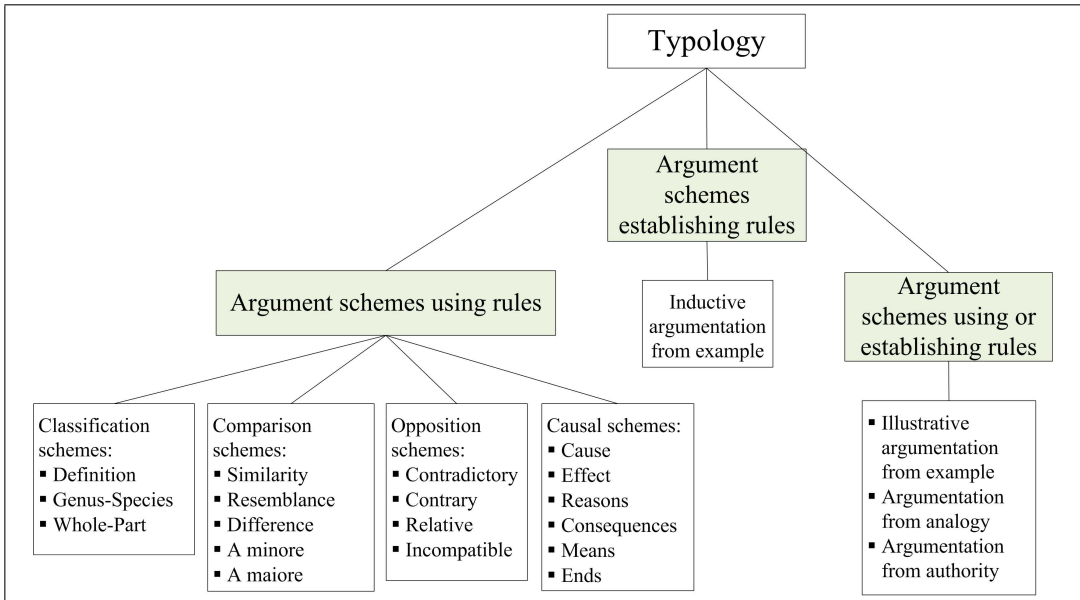 Typology
Argument
schemes
establishing rules
Inductive
argumentation
from example
Argument schemes using rules
Argument
schemes using or
establishing rules
Classification
schemes:
▪ Definition
▪ Genus-Species
▪ Whole-Part
Comparison
schemes:
▪ Similarity
▪ Resemblance
▪ Difference
▪ A minore
▪ A maiore
Opposition
schemes:
▪ Contradictory
▪ Contrary
▪ Relative
▪ Incompatible
Causal schemes:
▪ Cause
▪ Effect
▪ Reasons
▪ Consequences
▪ Means
▪ Ends
▪ Illustrative
argumentation
from example
▪ Argumentation
from analogy
▪ Argumentation
from authority